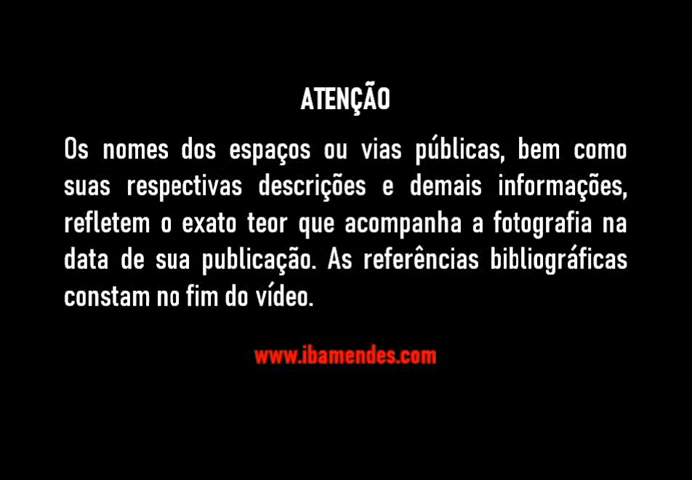 ATENÇÃO
Os nomes dos espaços ou vias públicas, bem como
suas respectivas descrições e demais informações,
refletem o exato teor que acompanha a fotografia na
data de sua publicação. As referências bibliográficas
constam no fim do vídeo.
www.ibamendes.com